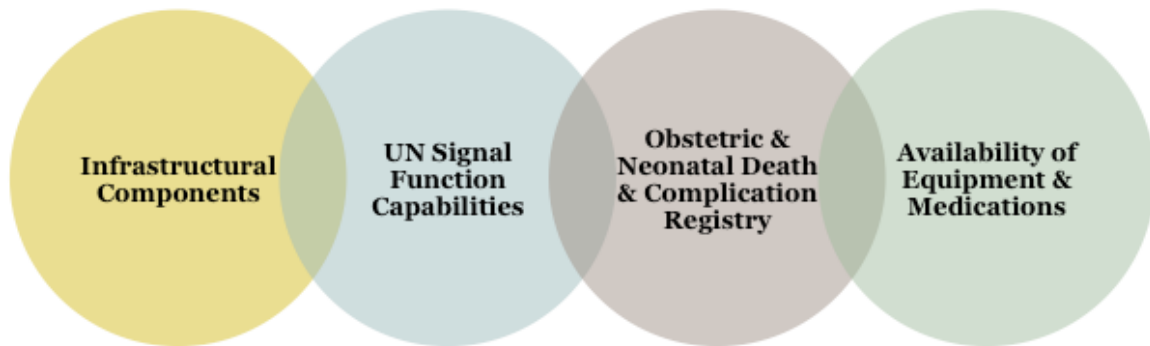 Infrastructural
Components
UN Signal
Function
Capabilities
Obstetric &
Neonatal Death
& Complication
Registry
Availability of
Equipment &
Medications